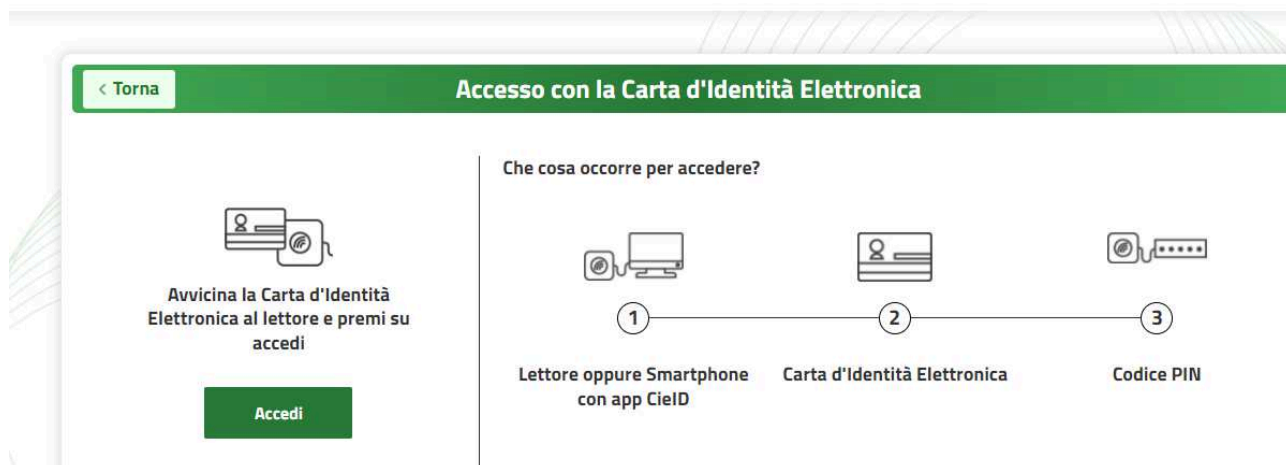 < Torna
Accesso con la Carta d'Identità Elettronica
Avvicina la Carta d'Identità
Elettronica al lettore e premi su
accedi
Accedi
Che cosa occorre per accedere?
1
2
3
Lettore oppure Smartphone
con app CieID
Carta d'Identità Elettronica
Codice PIN